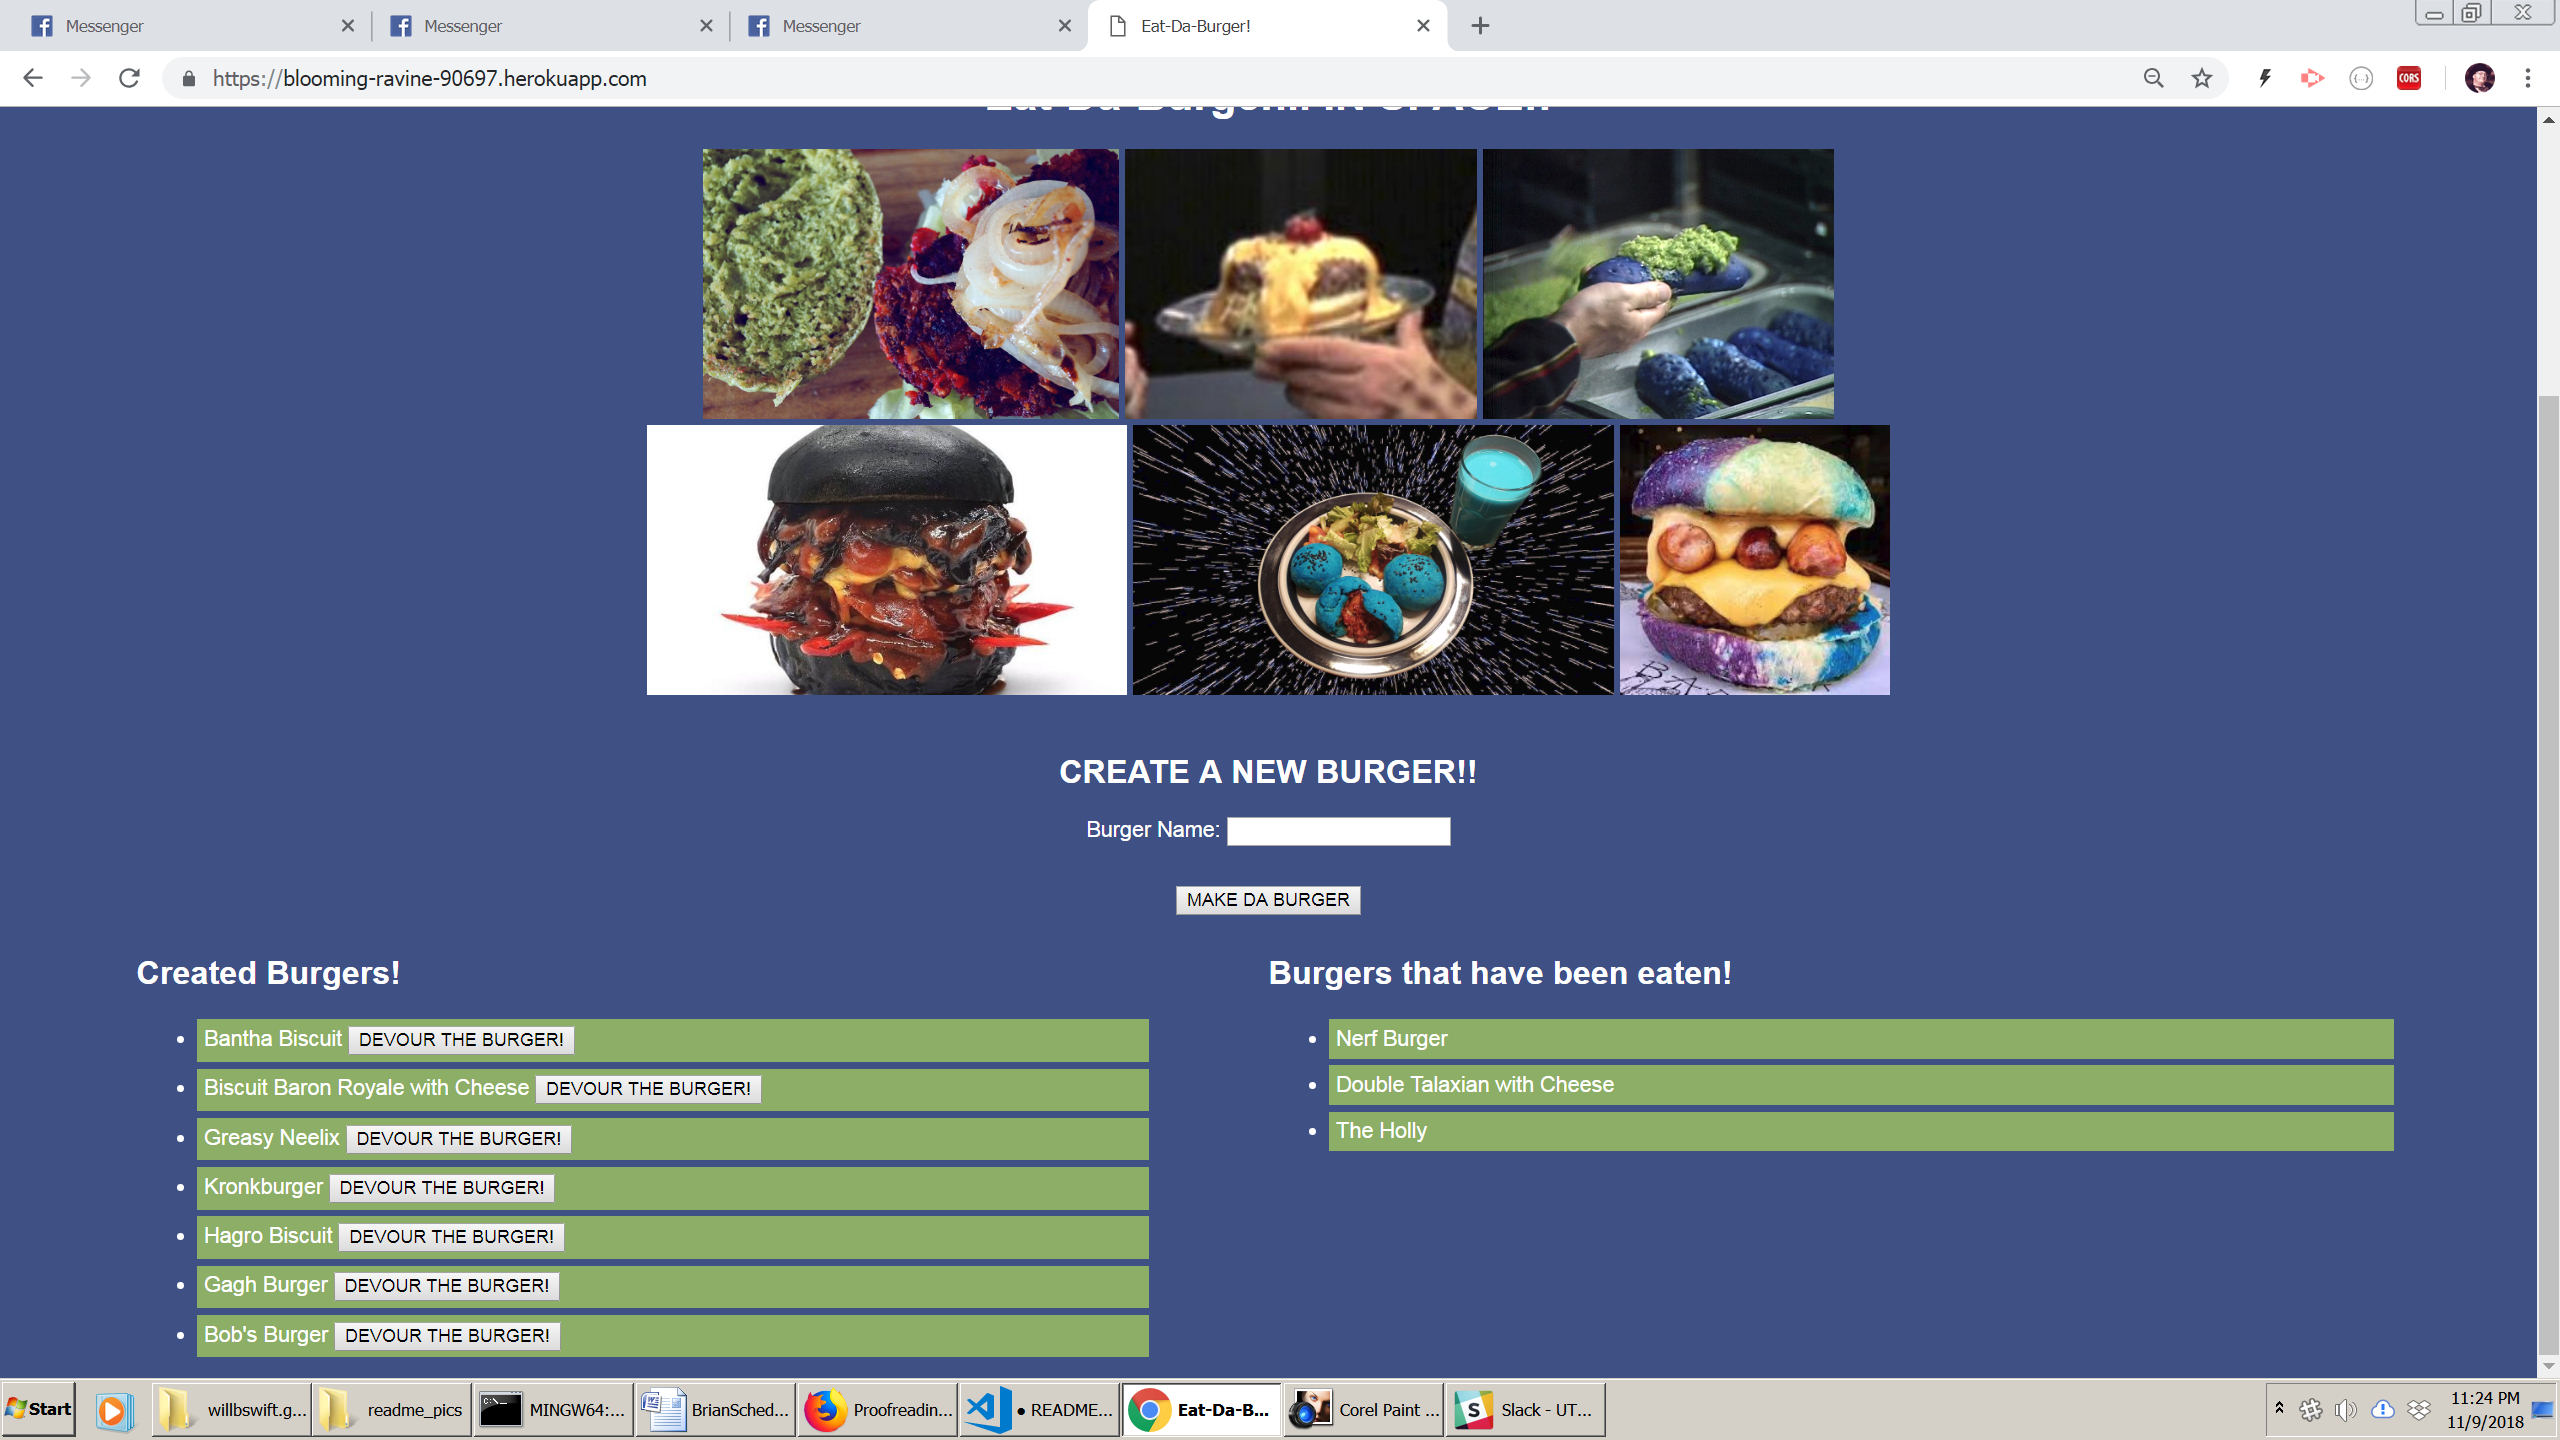 Messenger
Messenger
Messenger
Eat-Da-Burger!
https://blooming-ravine-90697.herokuapp.com
CORS
CREATE A NEW BURGER!!
Burger Name:
MAKE DA BURGER
Created Burgers!
Bantha Biscuit DEVOUR THE BURGER!
Biscuit Baron Royale with Cheese DEVOUR THE BURGER!
Greasy Neelix DEVOUR THE BURGER!
Kronkburger DEVOUR THE BURGER!
Hagro Biscuit DEVOUR THE BURGER!
Gagh Burger DEVOUR THE BURGER!
Bob's Burger DEVOUR THE BURGER!
Burgers that have been eaten!
Nerf Burger
Double Talaxian with Cheese
The Holly
Start
willbswift.g...
readme_pics
MINGW64:...
BrianSched...
Proofreadin...
● README...
Eat-Da-B...
Corel Paint ...
Slack - UT...
11:24 PM
11/9/2018